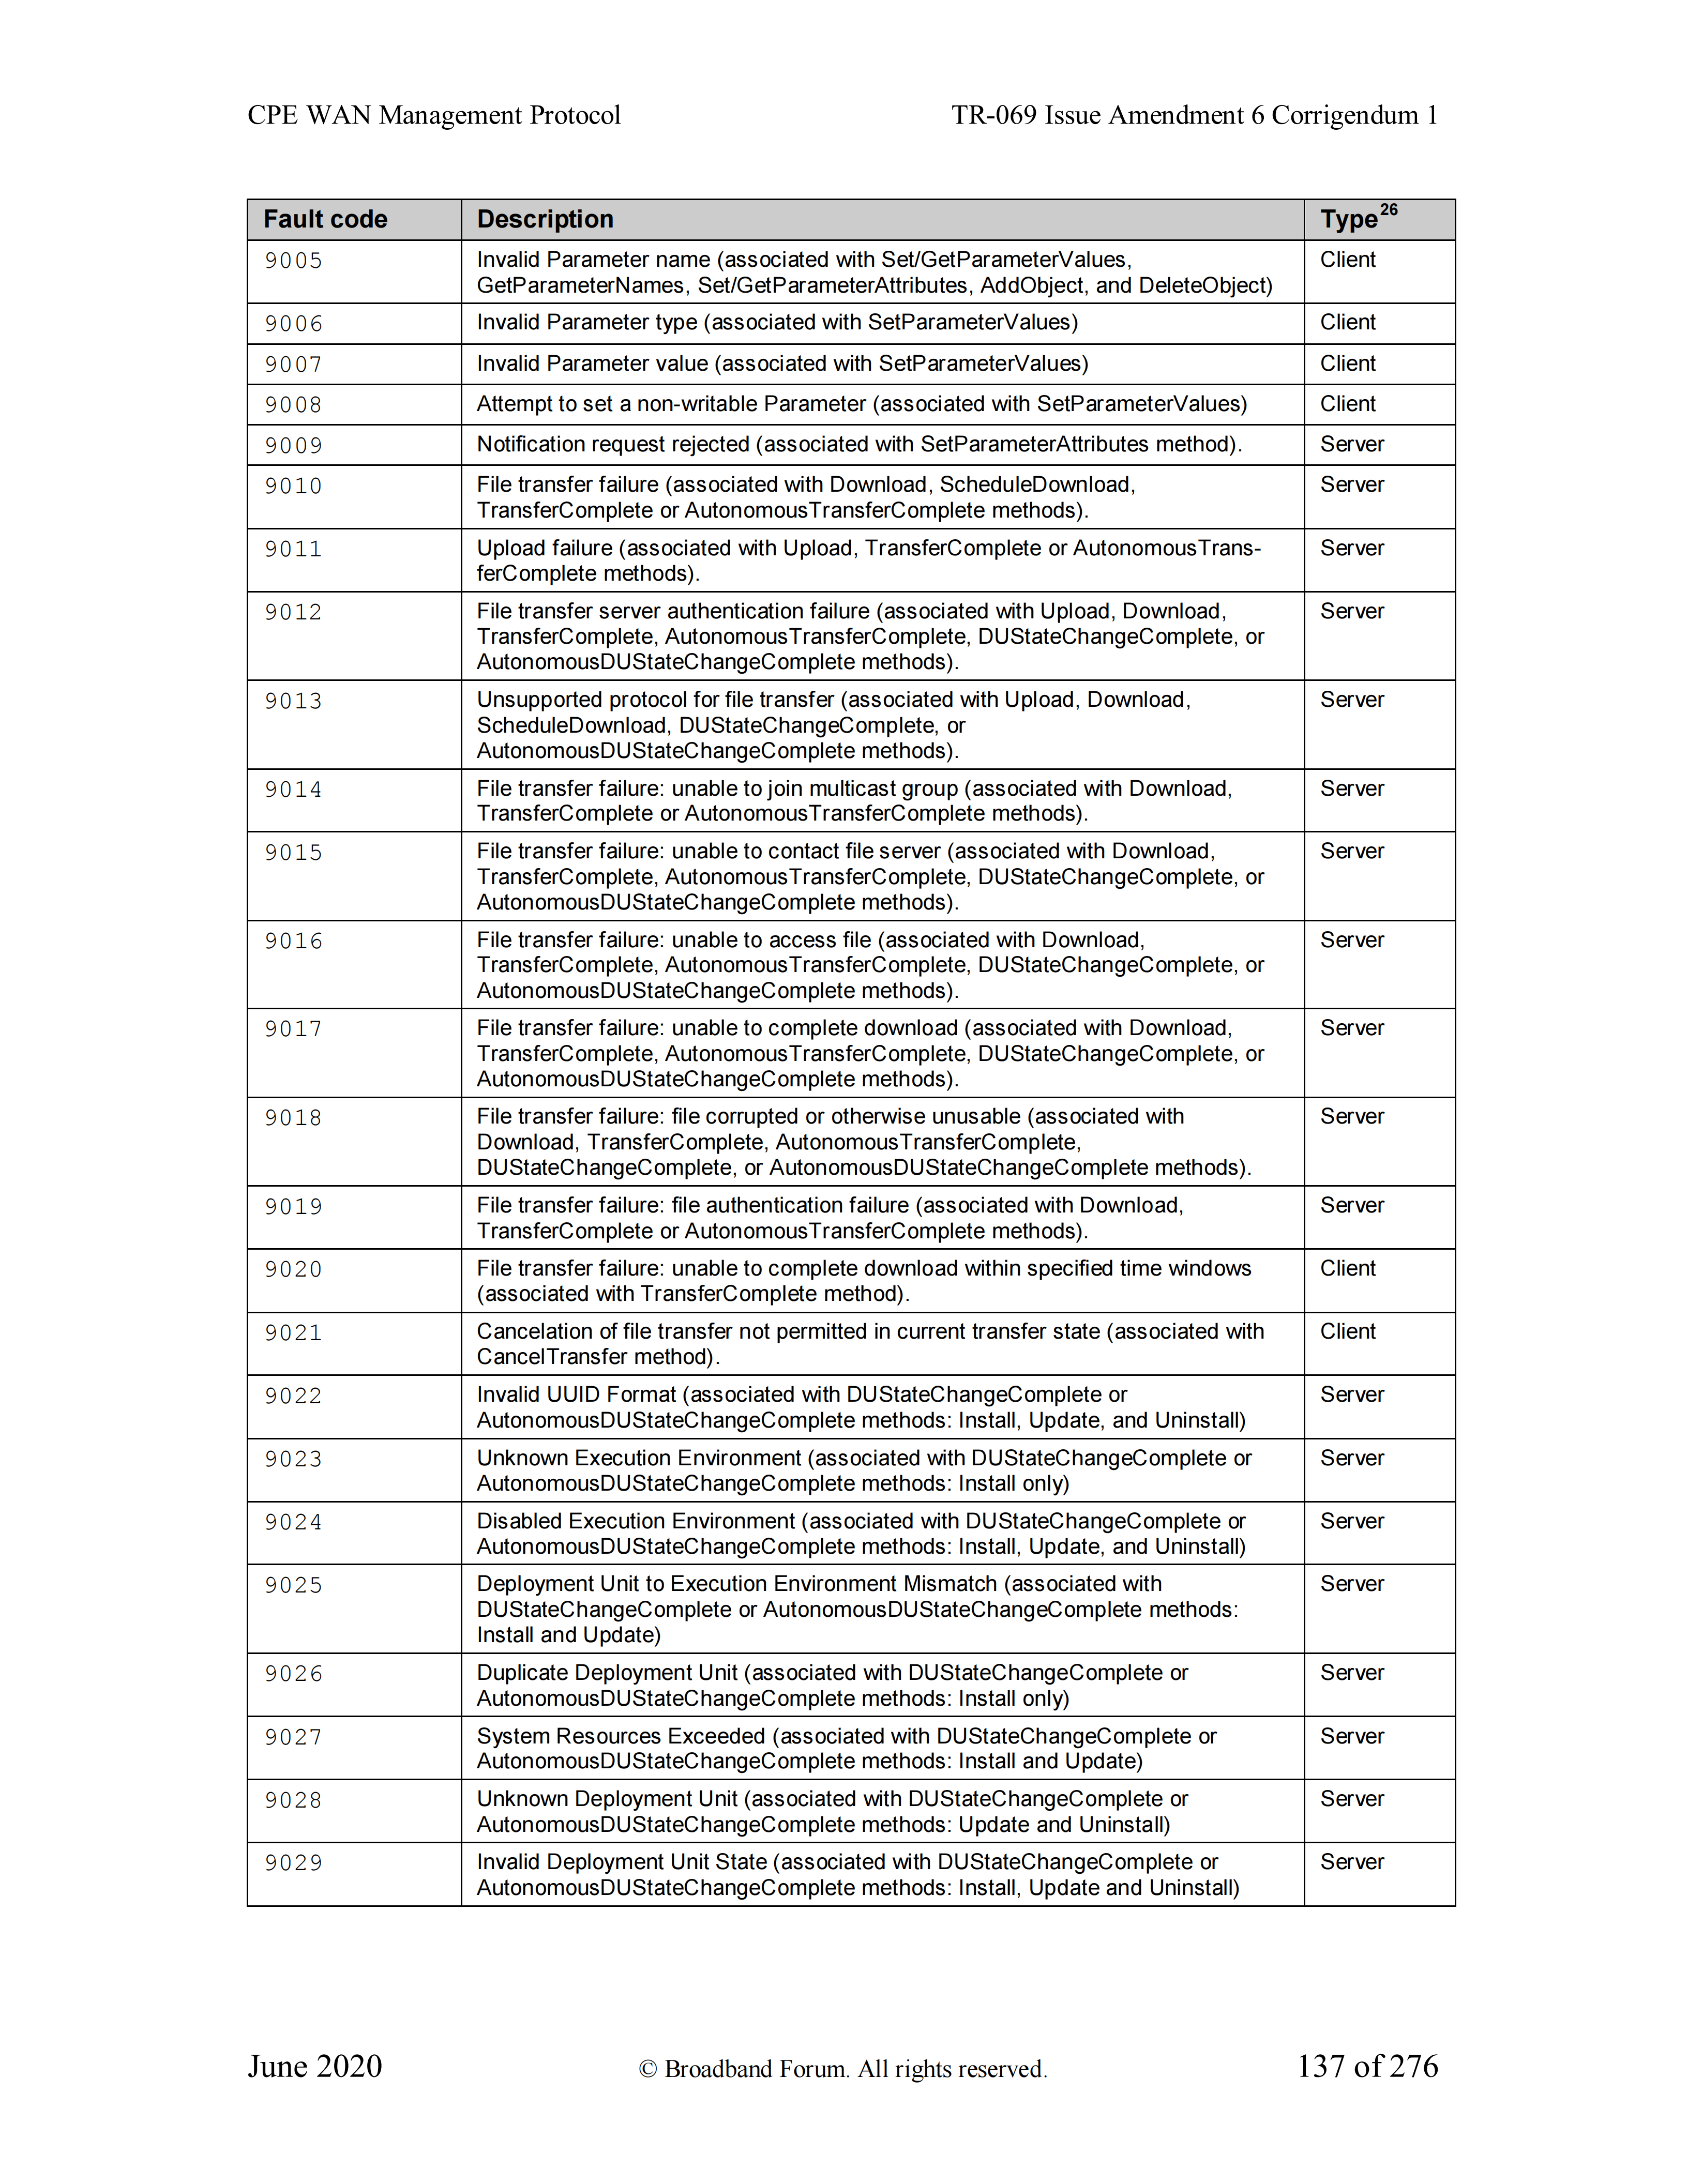 CPE WAN Management Protocol TR-069 Issue Amendment 6 Corrigendum 1
Fault code Description Type26
9005 Invalid Parameter name (associated with Set/GetParameterValues, Client
GetParameterNames, Set/GetParameterAttributes, AddObject, and DeleteObject)
9006 Invalid Parameter type (associated with SetParameterValues) Client
9007 Invalid Parameter value (associated with SetParameterValues) Client
9008 Attempt to set a non-writable Parameter (associated with SetParameterValues) Client
9009 Notification request rejected (associated with SetParameterAttributes method). Server
9010 File transfer failure (associated with Download, ScheduleDownload, Server
TransferComplete or AutonomousTransferComplete methods).
9011 Upload failure (associated with Upload, TransferComplete or AutonomousTrans- Server
ferComplete methods).
9012 File transfer server authentication failure (associated with Upload, Download, Server
TransferComplete, AutonomousTransferComplete, DUStateChangeComplete, or
AutonomousDUStateChangeComplete methods).
9013 Unsupported protocol for file transfer (associated with Upload, Download, Server
ScheduleDownload, DUStateChangeComplete, or
AutonomousDUStateChangeComplete methods).
9014 File transfer failure: unable to join multicast group (associated with Download, Server
TransferComplete or AutonomousTransferComplete methods).
9015 File transfer failure: unable to contact file server (associated with Download, Server
TransferComplete, AutonomousTransferComplete, DUStateChangeComplete, or
AutonomousDUStateChangeComplete methods).
9016 File transfer failure: unable to access file (associated with Download, Server
TransferComplete, AutonomousTransferComplete, DUStateChangeComplete, or
AutonomousDUStateChangeComplete methods).
9017 File transfer failure: unable to complete download (associated with Download, Server
TransferComplete, AutonomousTransferComplete, DUStateChangeComplete, or
AutonomousDUStateChangeComplete methods).
9018 File transfer failure: file corrupted or otherwise unusable (associated with Server
Download, TransferComplete, AutonomousTransferComplete,
DUStateChangeComplete, or AutonomousDUStateChangeComplete methods).
9019 File transfer failure: file authentication failure (associated with Download, Server
TransferComplete or AutonomousTransferComplete methods).
9020 File transfer failure: unable to complete download within specified time windows Client
(associated with TransferComplete method).
9021 Cancelation of file transfer not permitted in current transfer state (associated with Client
CancelTransfer method).
9022 Invalid UUID Format (associated with DUStateChangeComplete or Server
AutonomousDUStateChangeComplete methods: Install, Update, and Uninstall)
9023 Unknown Execution Environment (associated with DUStateChangeComplete or Server
AutonomousDUStateChangeComplete methods: Install only)
9024 Disabled Execution Environment (associated with DUStateChangeComplete or Server
AutonomousDUStateChangeComplete methods: Install, Update, and Uninstall)
9025 Deployment Unit to Execution Environment Mismatch (associated with Server
DUStateChangeComplete or AutonomousDUStateChangeComplete methods:
Install and Update)
9026 Duplicate Deployment Unit (associated with DUStateChangeComplete or Server
AutonomousDUStateChangeComplete methods: Install only)
9027 System Resources Exceeded (associated with DUStateChangeComplete or Server
AutonomousDUStateChangeComplete methods: Install and Update)
9028 Unknown Deployment Unit (associated with DUStateChangeComplete or Server
AutonomousDUStateChangeComplete methods: Update and Uninstall)
9029 Invalid Deployment Unit State (associated with DUStateChangeComplete or Server
AutonomousDUStateChangeComplete methods: Install, Update and Uninstall)
June 2020 © Broadband Forum. All rights reserved. 137 of 276